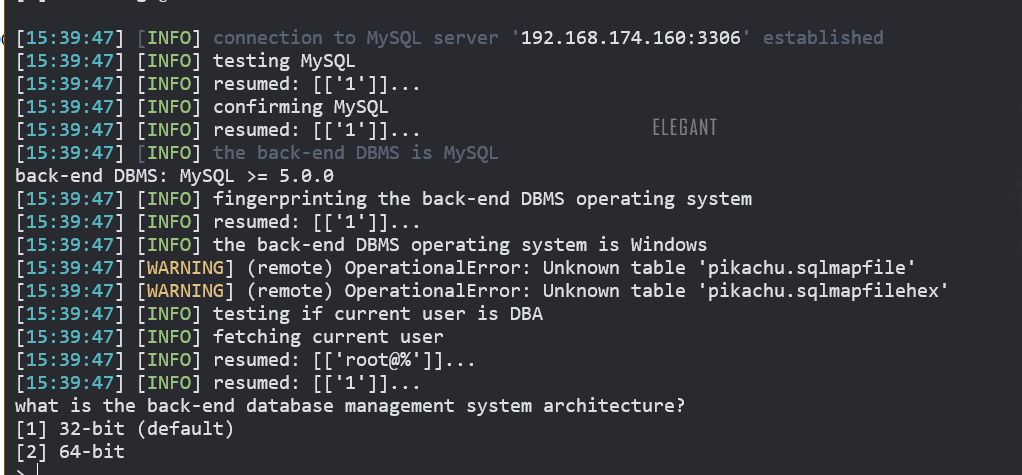 [15:39:47] [INFO] connection to MySQL server '192.168.174.160:3306' established
[15:39:47] [INFO] testing MySQL
[15:39:47] [INFO] resumed: [['1']]...
[15:39:47] [INFO] confirming MySQL
[15:39:47] [INFO] resumed: [['1']]...
ELEGANT
[15:39:47] [INFO] the back-end DBMS is MySQL
back-end DBMS: MySQL >= 5.0.0
[15:39:47] [INFO] fingerprinting the back-end DBMS operating system
[15:39:47] [INFO] resumed: [['1']]...
[15:39:47] [INFO] the back-end DBMS operating system is Windows
[15:39:47] [WARNING] (remote) OperationalError: Unknown table 'pikachu.sqlmapfile'
[15:39:47] [WARNING] (remote) OperationalError: Unknown table 'pikachu.sqlmapfilehex'
[15:39:47] [INFO] testing if current user is DBA
[15:39:47] [INFO] fetching current user
[15:39:47] [INFO] resumed: [['root@%']]...
[15:39:47] [INFO] resumed: [['1']]...
what is the back-end database management system architecture?
[1] 32-bit (default)
[2] 64-bit
>